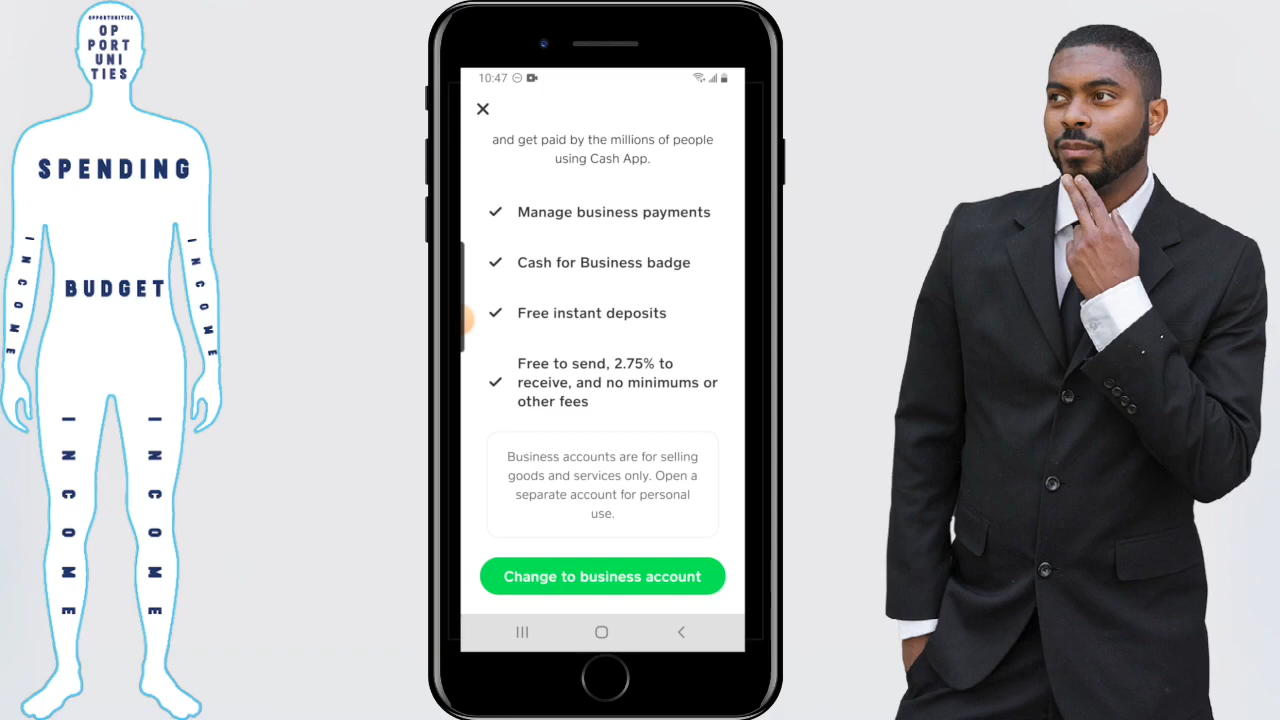 OPPORTUNITIES
OP
PORT
UNI
TIES
SPENDING
BUDGET
INCOME
INCOME
INCOME
INCOME
10:47
and get paid by the millions of people
using Cash App.
Manage business payments
Cash for Business badge
Free instant deposits
Free to send, 2.75% to
receive, and no minimums or
other fees
Business accounts are for selling
goods and services only. Open a
separate account for personal
use.
Change to business account